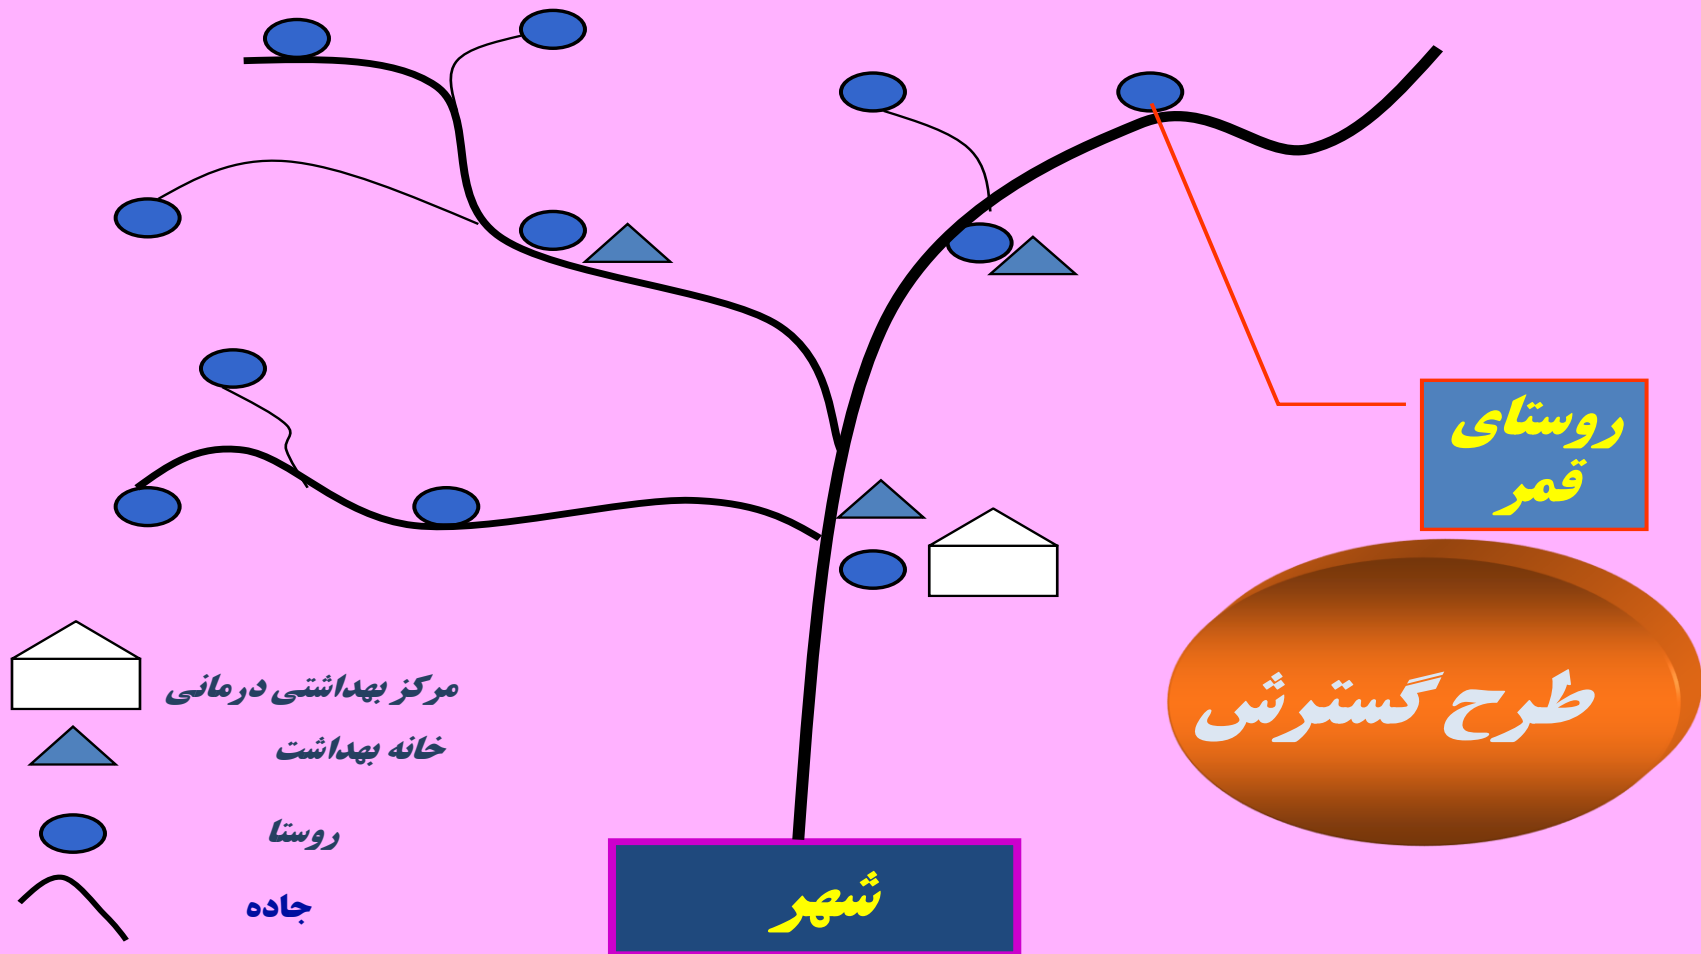 روستای
قمر
طرح گسترش
مرکز بهداشتی درمانی
خانه بهداشت
روستا
جاده
شهر